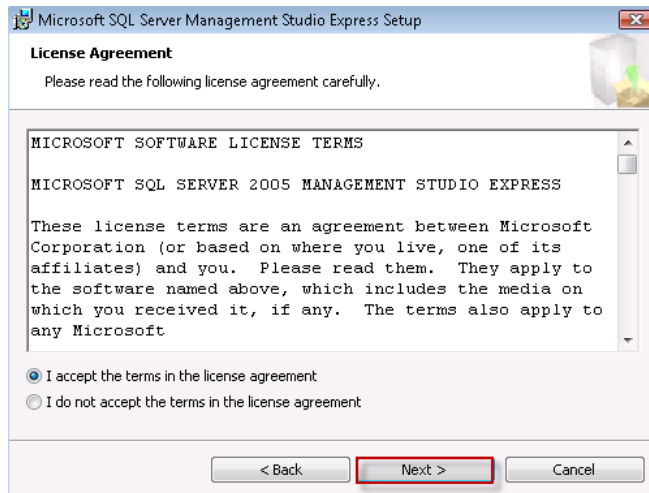 Microsoft SQL Server Management Studio Express Setup
License Agreement
Please read the following license agreement carefully.
MICROSOFT SOFTWARE LICENSE TERMS
MICROSOFT SQL SERVER 2005 MANAGEMENT STUDIO EXPRESS
These license terms are an agreement between Microsoft
Corporation (or based on where you live, one of its
affiliates) and you.  Please read them.  They apply to
the software named above, which includes the media on
which you received it, if any.  The terms also apply to
any Microsoft
I accept the terms in the license agreement
I do not accept the terms in the license agreement
< Back
Next >
Cancel